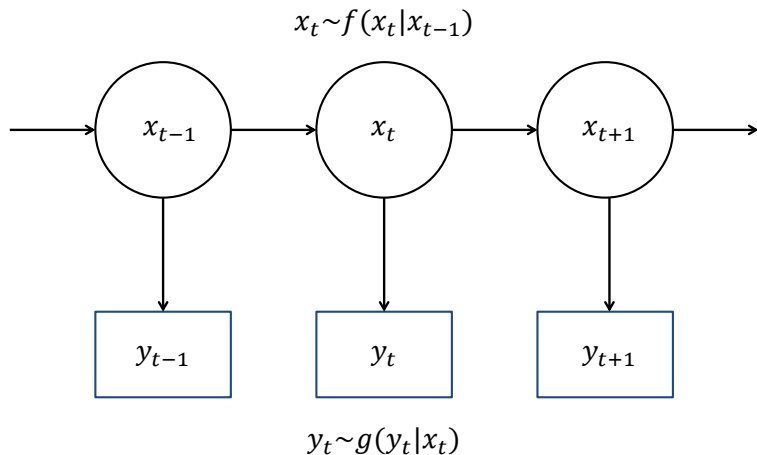 x_t~f(x_t|x_{t−1})
x_{t−1} x_t x_{t+1}
y_{t−1} y_t y_{t+1}
y_t~g(y_t|x_t)